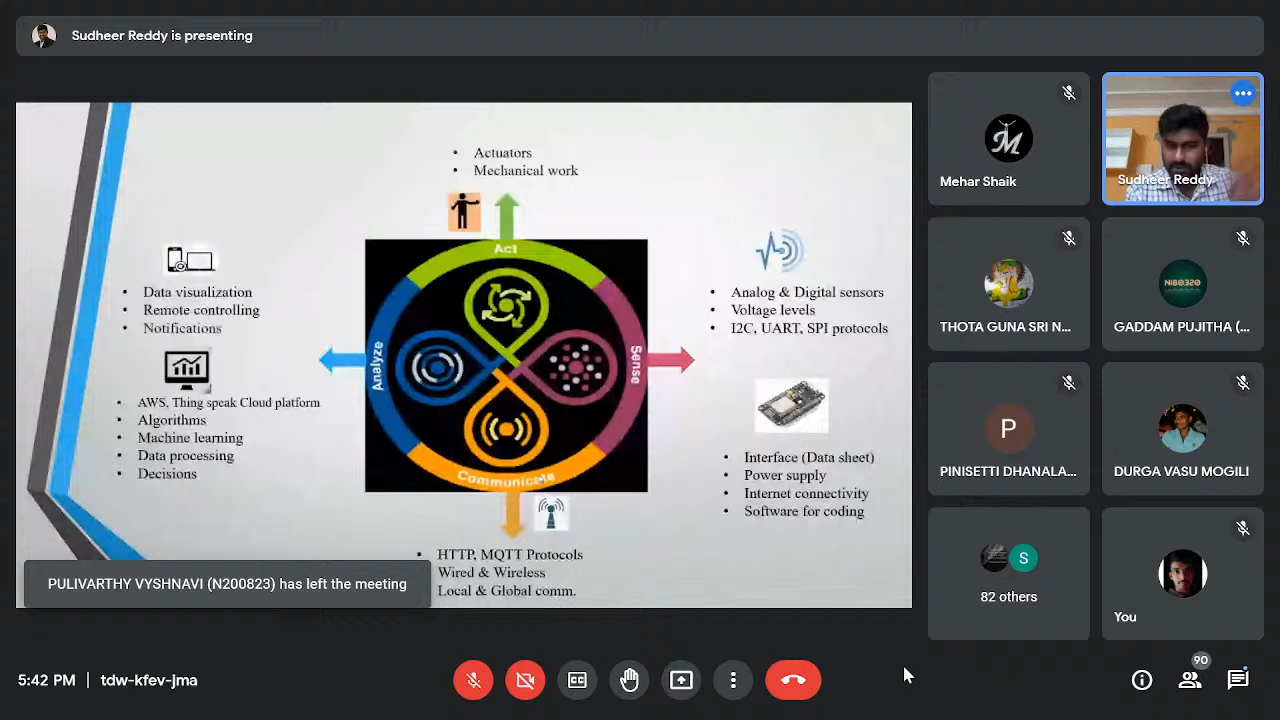 Sudheer Reddy is presenting
• Actuators
• Mechanical work
Act
Analyze
Sense
Communicate
• Data visualization
• Remote controlling
• Notifications
• AWS, Thing speak Cloud platform
• Algorithms
• Machine learning
• Data processing
• Decisions
• Analog & Digital sensors
• Voltage levels
• I2C, UART, SPI protocols
• Interface (Data sheet)
• Power supply
• Internet connectivity
• Software for coding
• HTTP, MQTT Protocols
Wired & Wireless
Local & Global comm.
PULIVARTHY VYSHNAVI (N200823) has left the meeting
M
Mehar Shaik
Sudheer Reddy
THOTA GUNA SRI N...
N180320
GADDAM PUJITHA (...
P
PINISETTI DHANALA...
DURGA VASU MOGILI
S
82 others
You
5:42 PM | tdw-kfev-jma
CC
90